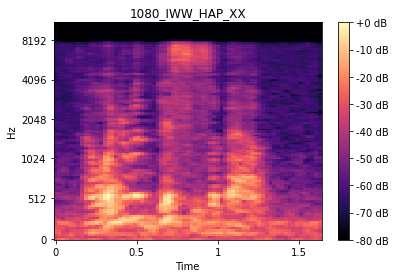 1080_IWW_HAP_XX
+0 dB
8192
-10 dB
4096
-20 dB
-30 dB
2048
Hz
-40 dB
1024
-50 dB
512
-60 dB
-70 dB
0
-80 dB
0 0.5 1 1.5
Time